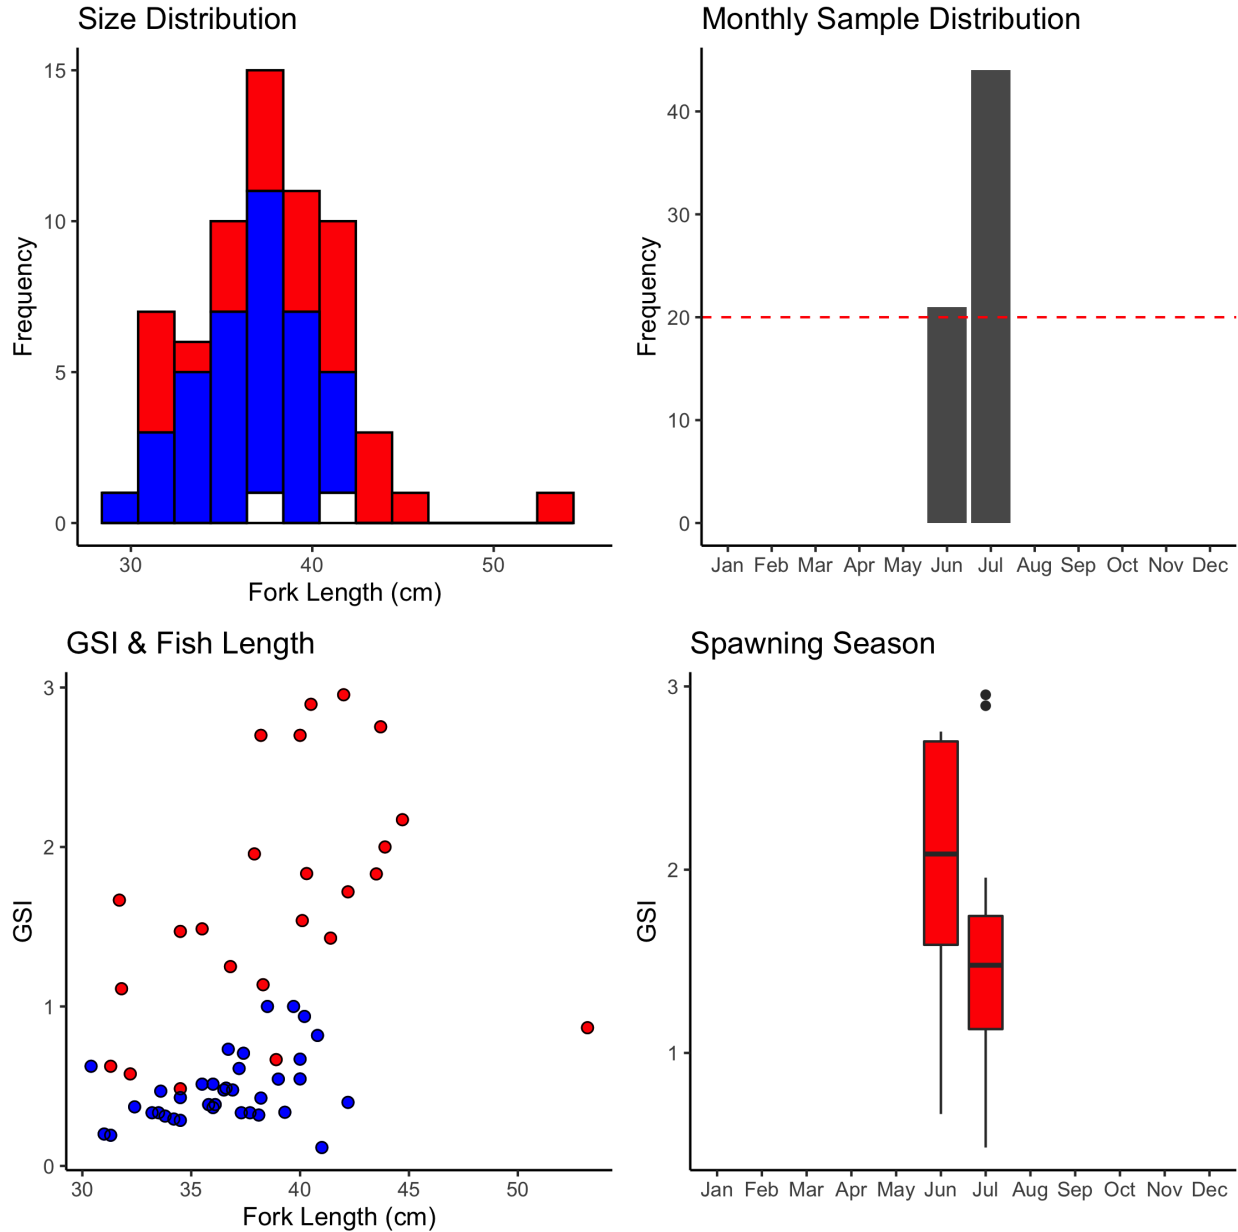 Size Distribution
Monthly Sample Distribution
Frequency
15
10
5
0
30 40 50
Fork Length (cm)
Frequency
40
30
20
10
0
Jan Feb Mar Apr May Jun Jul Aug Sep Oct Nov Dec
GSI & Fish Length
Spawning Season
GSI
3
2
1
0
30 35 40 45 50
Fork Length (cm)
GSI
3
2
1
Jan Feb Mar Apr May Jun Jul Aug Sep Oct Nov Dec